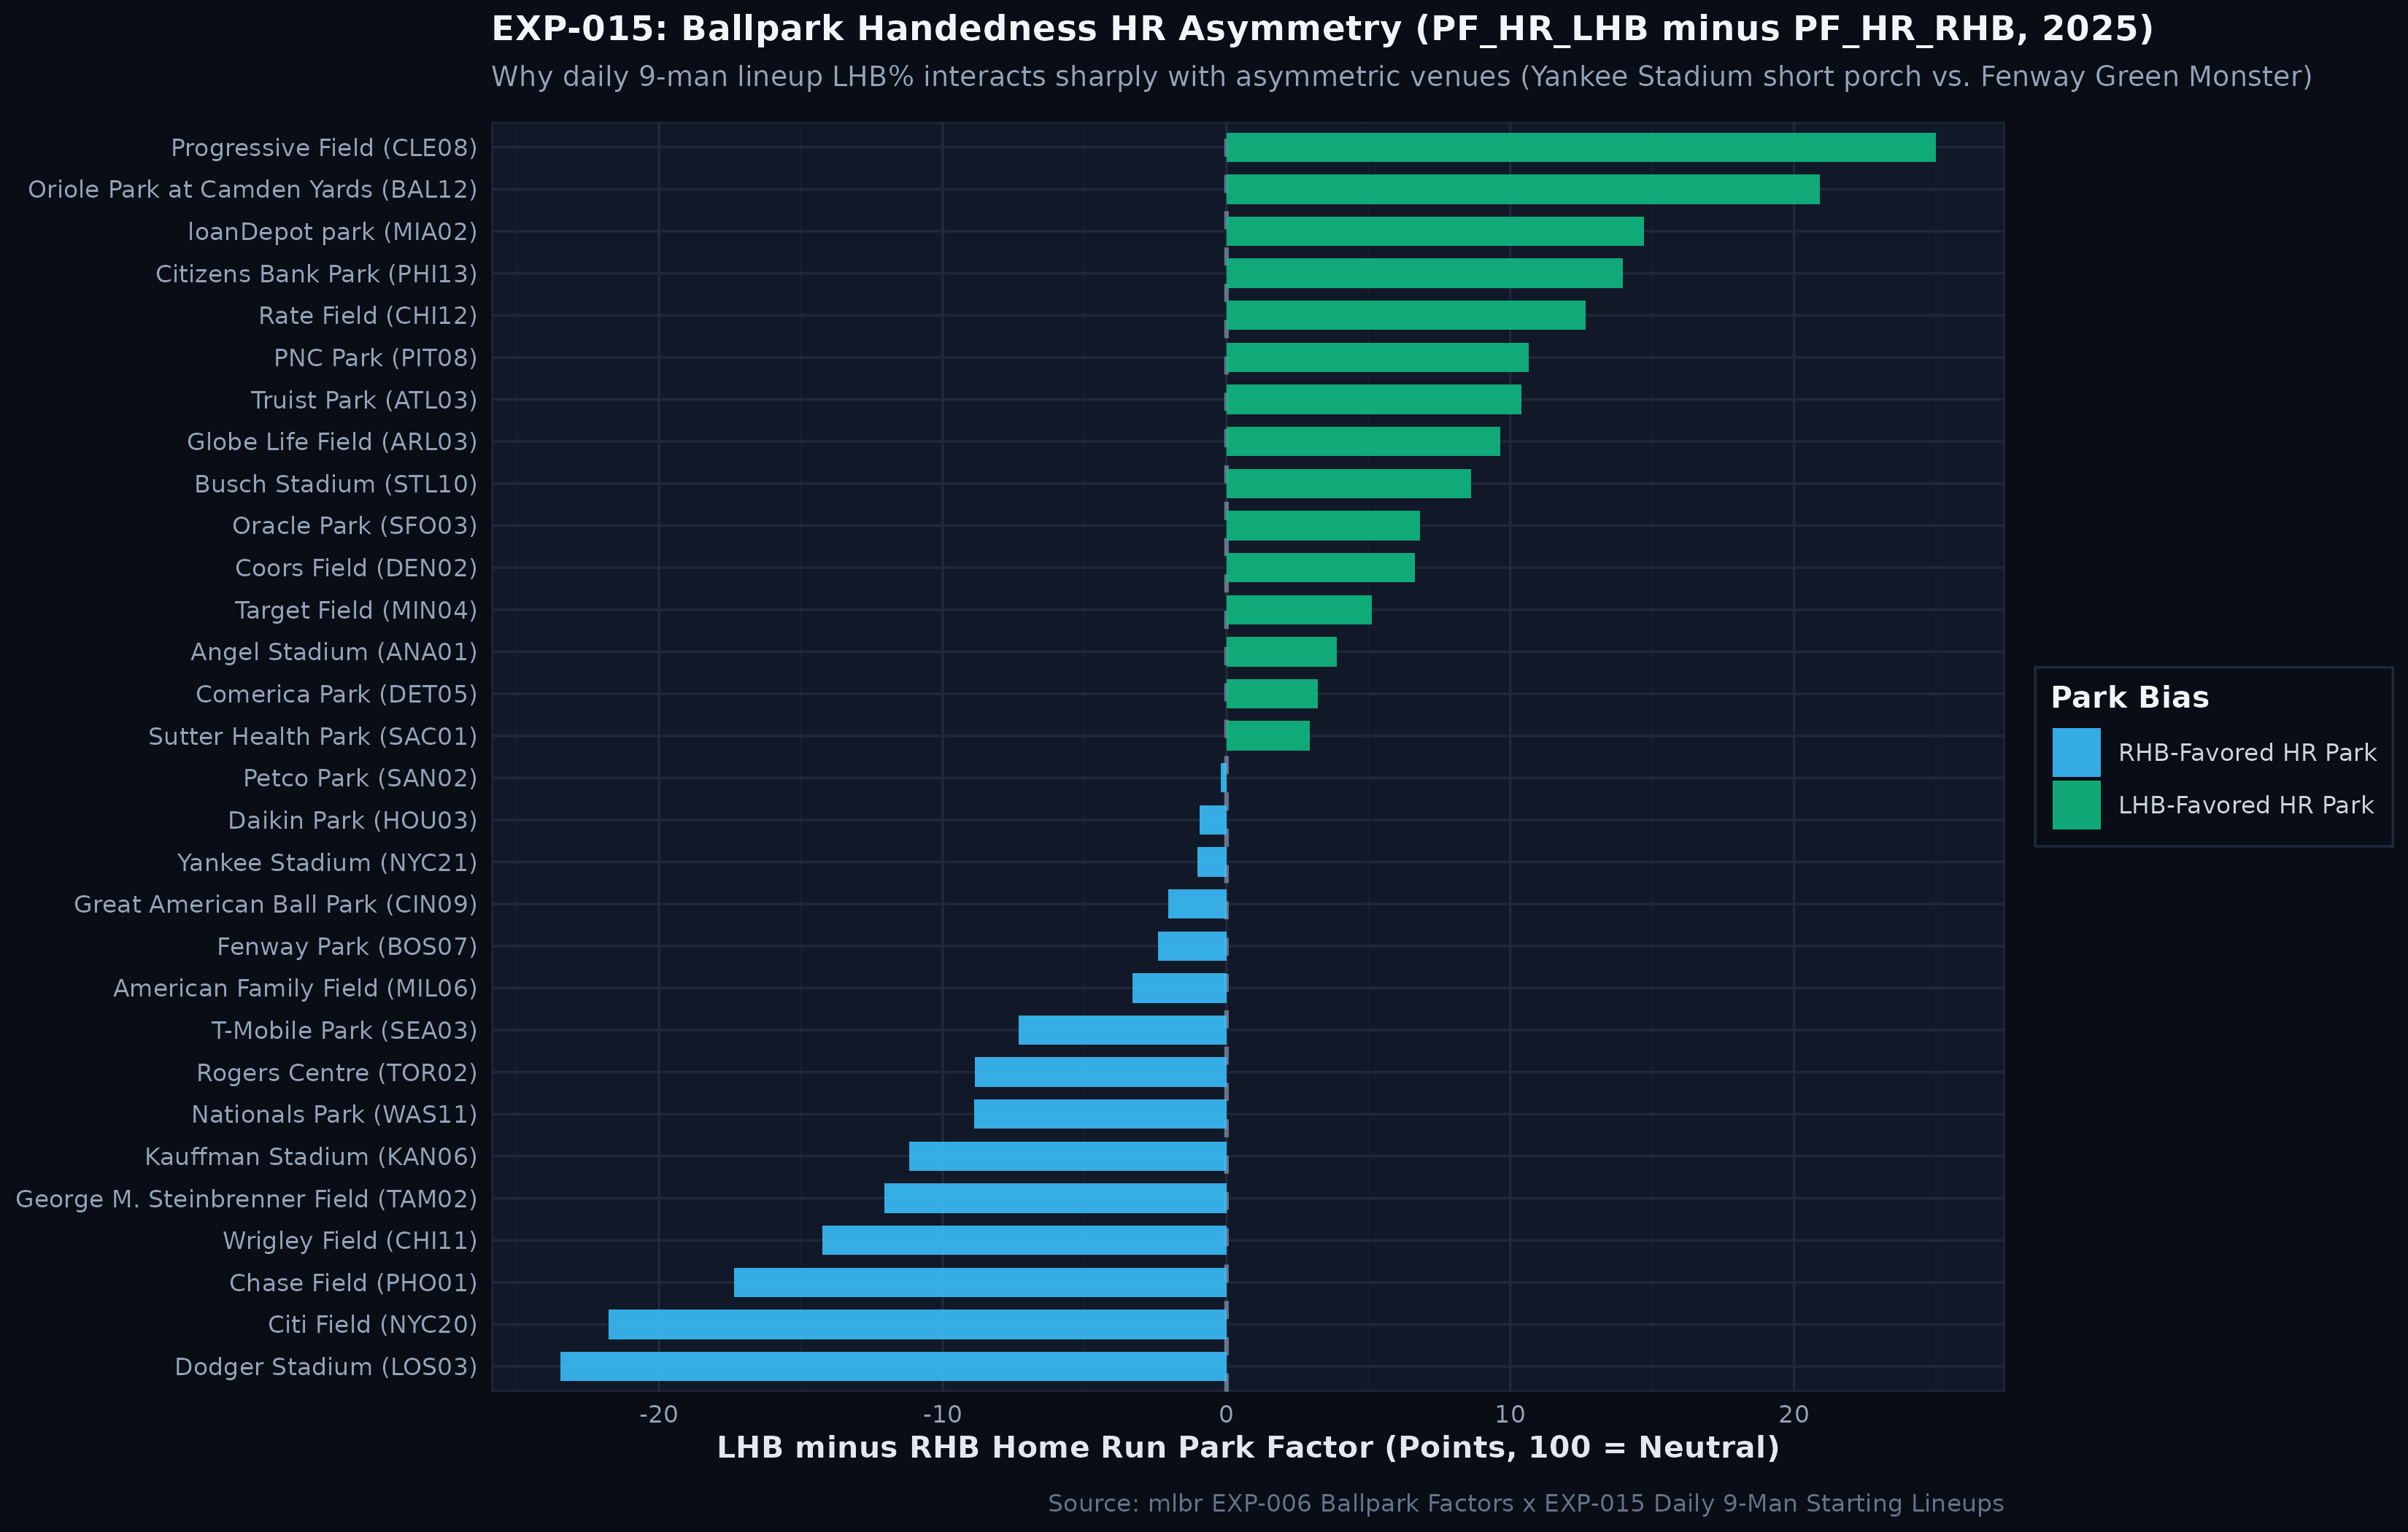 EXP-015: Ballpark Handedness HR Asymmetry (PF_HR_LHB minus PF_HR_RHB, 2025)
Why daily 9-man lineup LHB% interacts sharply with asymmetric venues (Yankee Stadium short porch vs. Fenway Green Monster)
Progressive Field (CLE08)
Oriole Park at Camden Yards (BAL12)
loanDepot park (MIA02)
Citizens Bank Park (PHI13)
Rate Field (CHI12)
PNC Park (PIT08)
Truist Park (ATL03)
Globe Life Field (ARL03)
Busch Stadium (STL10)
Oracle Park (SFO03)
Coors Field (DEN02)
Target Field (MIN04)
Angel Stadium (ANA01)
Comerica Park (DET05)
Sutter Health Park (SAC01)
Petco Park (SAN02)
Daikin Park (HOU03)
Yankee Stadium (NYC21)
Great American Ball Park (CIN09)
Fenway Park (BOS07)
American Family Field (MIL06)
T-Mobile Park (SEA03)
Rogers Centre (TOR02)
Nationals Park (WAS11)
Kauffman Stadium (KAN06)
George M. Steinbrenner Field (TAM02)
Wrigley Field (CHI11)
Chase Field (PHO01)
Citi Field (NYC20)
Dodger Stadium (LOS03)
-20 -10 0 10 20
LHB minus RHB Home Run Park Factor (Points, 100 = Neutral)
Park Bias
RHB-Favored HR Park
LHB-Favored HR Park
Source: mlbr EXP-006 Ballpark Factors x EXP-015 Daily 9-Man Starting Lineups